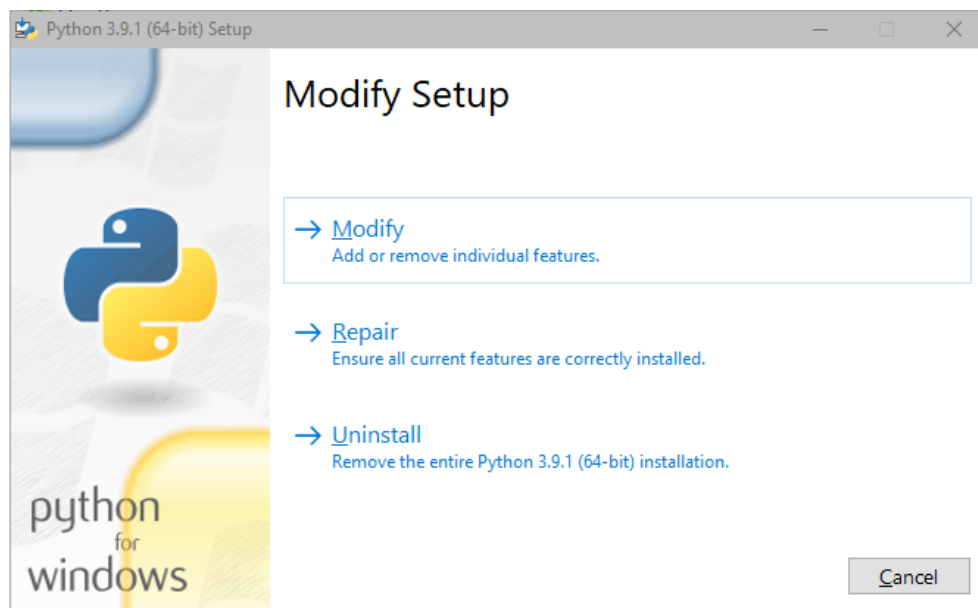 Python 3.9.1 (64-bit) Setup
Modify Setup
Modify
Add or remove individual features.
Repair
Ensure all current features are correctly installed.
Uninstall
Remove the entire Python 3.9.1 (64-bit) installation.
python
for
windows
Cancel